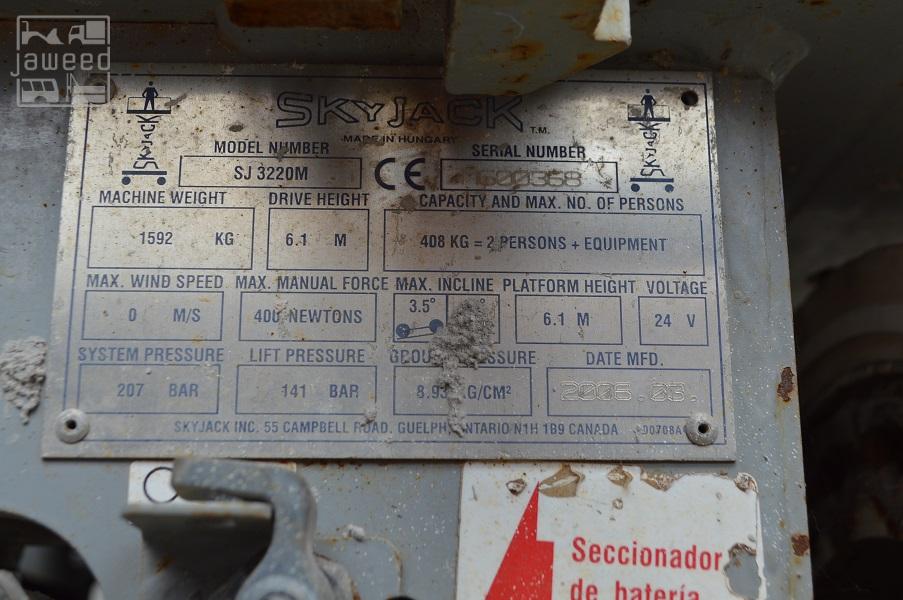 jaweed
SKYJACK T.M.
MADE IN HUNGARY
SKYJACK
SKYJACK
MODEL NUMBER SERIAL NUMBER
SJ 3220M CE
MACHINE WEIGHT DRIVE HEIGHT CAPACITY AND MAX. NO. OF PERSONS
1592 KG 6.1 M 408 KG = 2 PERSONS + EQUIPMENT
MAX. WIND SPEED MAX. MANUAL FORCE MAX. INCLINE PLATFORM HEIGHT VOLTAGE
3.5°
0 M/S 400 NEWTONS 6.1 M 24 V
SYSTEM PRESSURE LIFT PRESSURE DATE MFD.
207 BAR 141 BAR 2006.03.
SKYJACK INC. 55 CAMPBELL ROAD. GUELPH ONTARIO N1H 1B9 CANADA
Seccionador
de batería